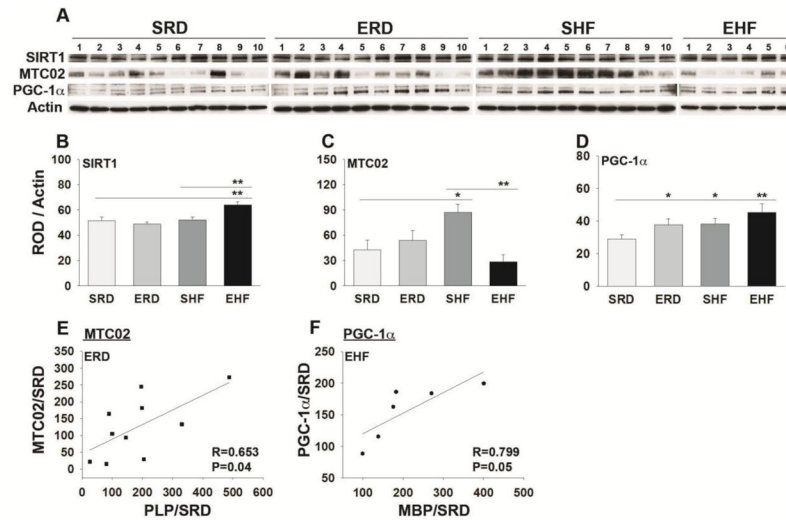 A
SRD ERD SHF EHF
1 2 3 4 5 6 7 8 9 10 1 2 3 4 5 6 7 8 9 10 1 2 3 4 5 6 7 8 9 10 1 2 3 4 5
SIRT1
MTC02
PGC-1α
Actin
B C D
SIRT1 MTC02 PGC-1α
ROD / Actin
100
80
60
40
20
0
**
**
SRD ERD SHF EHF
120
90
60
30
0
* **
SRD ERD SHF EHF
80
60
40
20
0
* * **
SRD ERD SHF EHF
E MTC02
ERD
MTC02/SRD
350
300
250
200
150
100
50
0
R=0.653
P=0.04
0 100 200 300 400 500 600
PLP/SRD
F PGC-1α
EHF
PGC-1α/SRD
250
200
150
100
50
R=0.799
P=0.05
100 200 300 400 500
MBP/SRD